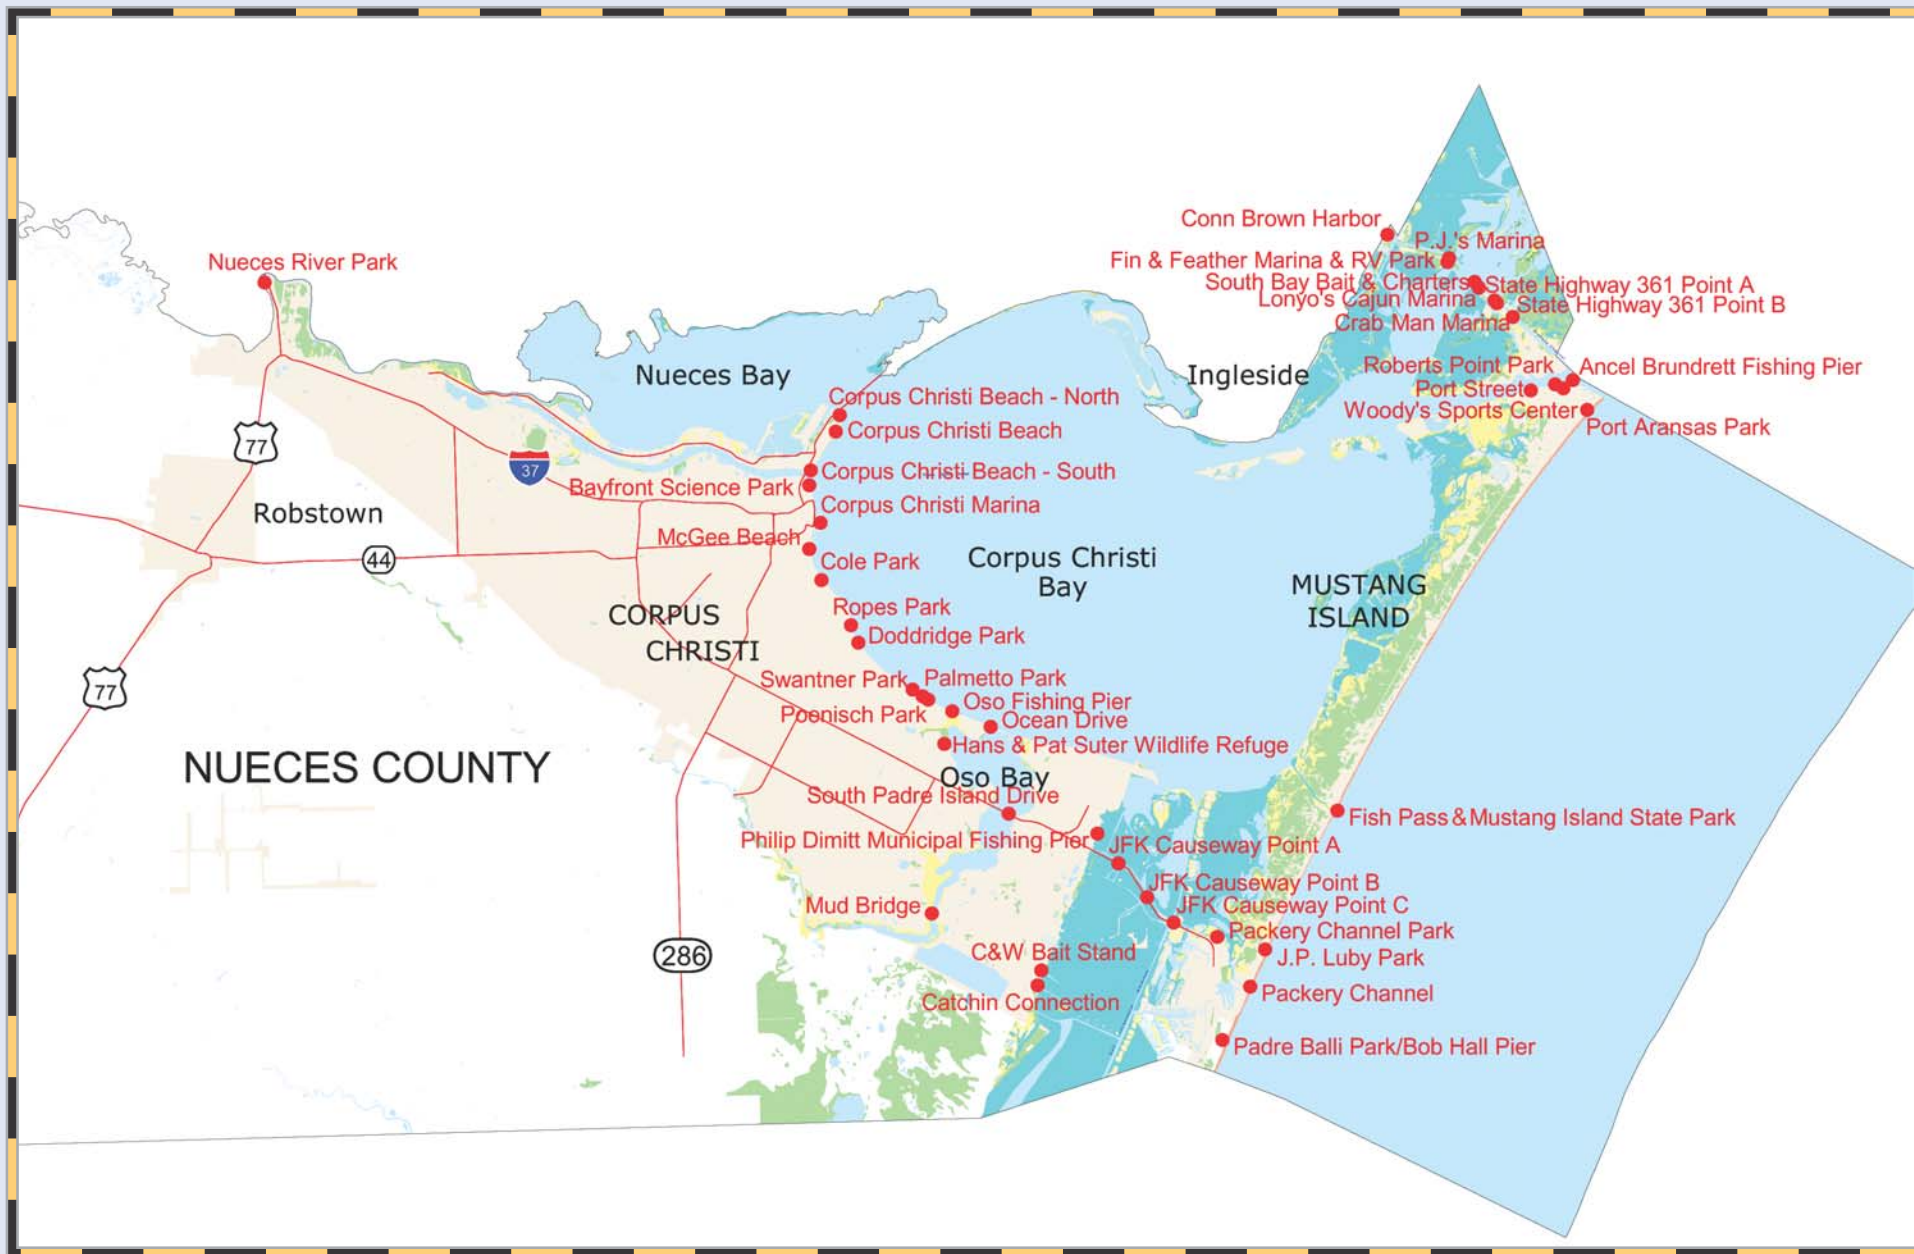 Conn Brown Harbor
P.J.'s Marina
Nueces River Park
Fin & Feather Marina & RV Park
South Bay Bait & Charters
State Highway 361 Point A
Lonyo's Cajun Marina
State Highway 361 Point B
Crab Man Marina
Nueces Bay
Ingleside
Roberts Point Park
Ancel Brundrett Fishing Pier
Port Street
Corpus Christi Beach - North
Woody's Sports Center
Corpus Christi Beach
Port Aransas Park
77
37
Corpus Christi Beach - South
Bayfront Science Park
Robstown
Corpus Christi Marina
McGee Beach
44
Cole Park
Corpus Christi
Bay
MUSTANG
ISLAND
CORPUS
CHRISTI
Ropes Park
Doddridge Park
77
Swantner Park
Palmetto Park
Oso Fishing Pier
Poenisch Park
Ocean Drive
Hans & Pat Suter Wildlife Refuge
NUECES COUNTY
Oso Bay
South Padre Island Drive
Fish Pass & Mustang Island State Park
Philip Dimitt Municipal Fishing Pier
JFK Causeway Point A
JFK Causeway Point B
Mud Bridge
JFK Causeway Point C
Packery Channel Park
286
C&W Bait Stand
J.P. Luby Park
Catchin Connection
Packery Channel
Padre Balli Park/Bob Hall Pier